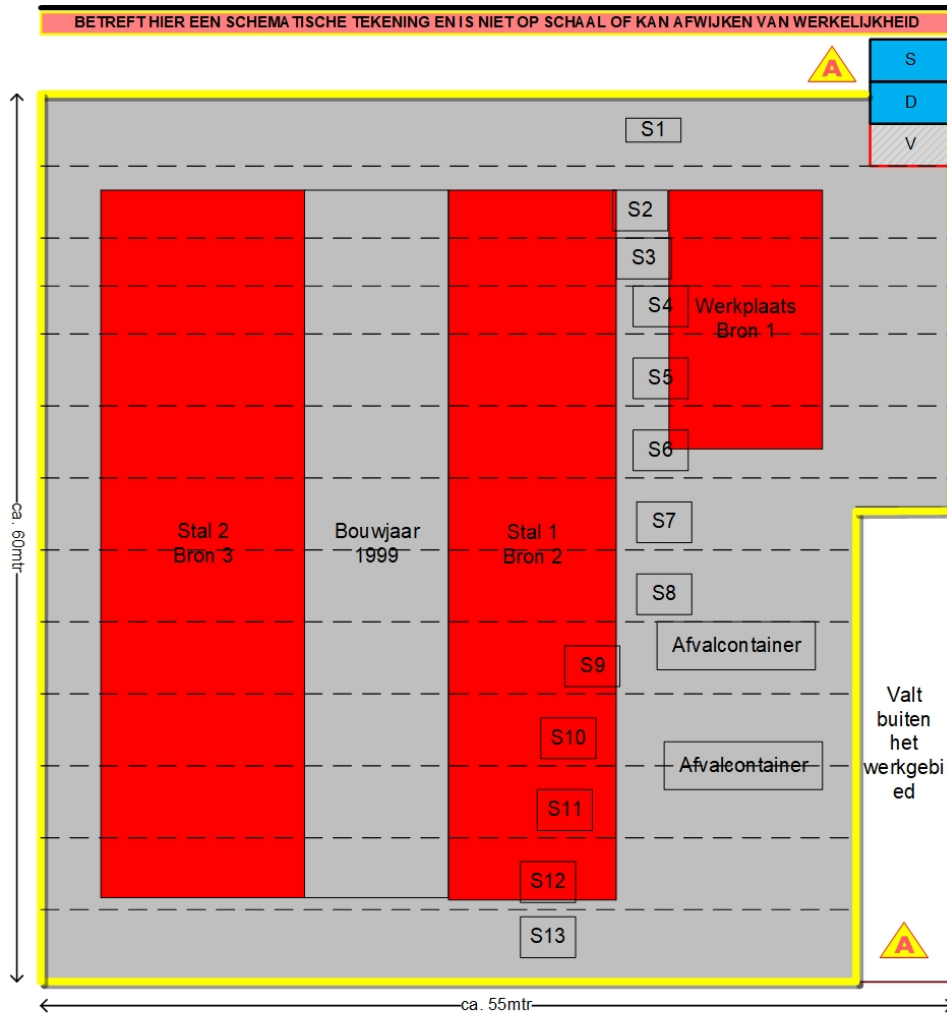 BETREFT HIER EEN SCHEMATISCHE TEKENING EN IS NIET OP SCHAAL OF KAN AFWIJKEN VAN WERKELIJKHEID
A
S
D
V
S1
S2
S3
S4
Werkplaats
Bron 1
S5
S6
S7
Stal 2
Bron 3
Bouwjaar
1999
Stal 1
Bron 2
ca. 60mtr
S8
Afvalcontainer
S9
Valt
buiten
het
werkgebi
ed
S10
Afvalcontainer
S11
S12
S13
A
ca. 55mtr